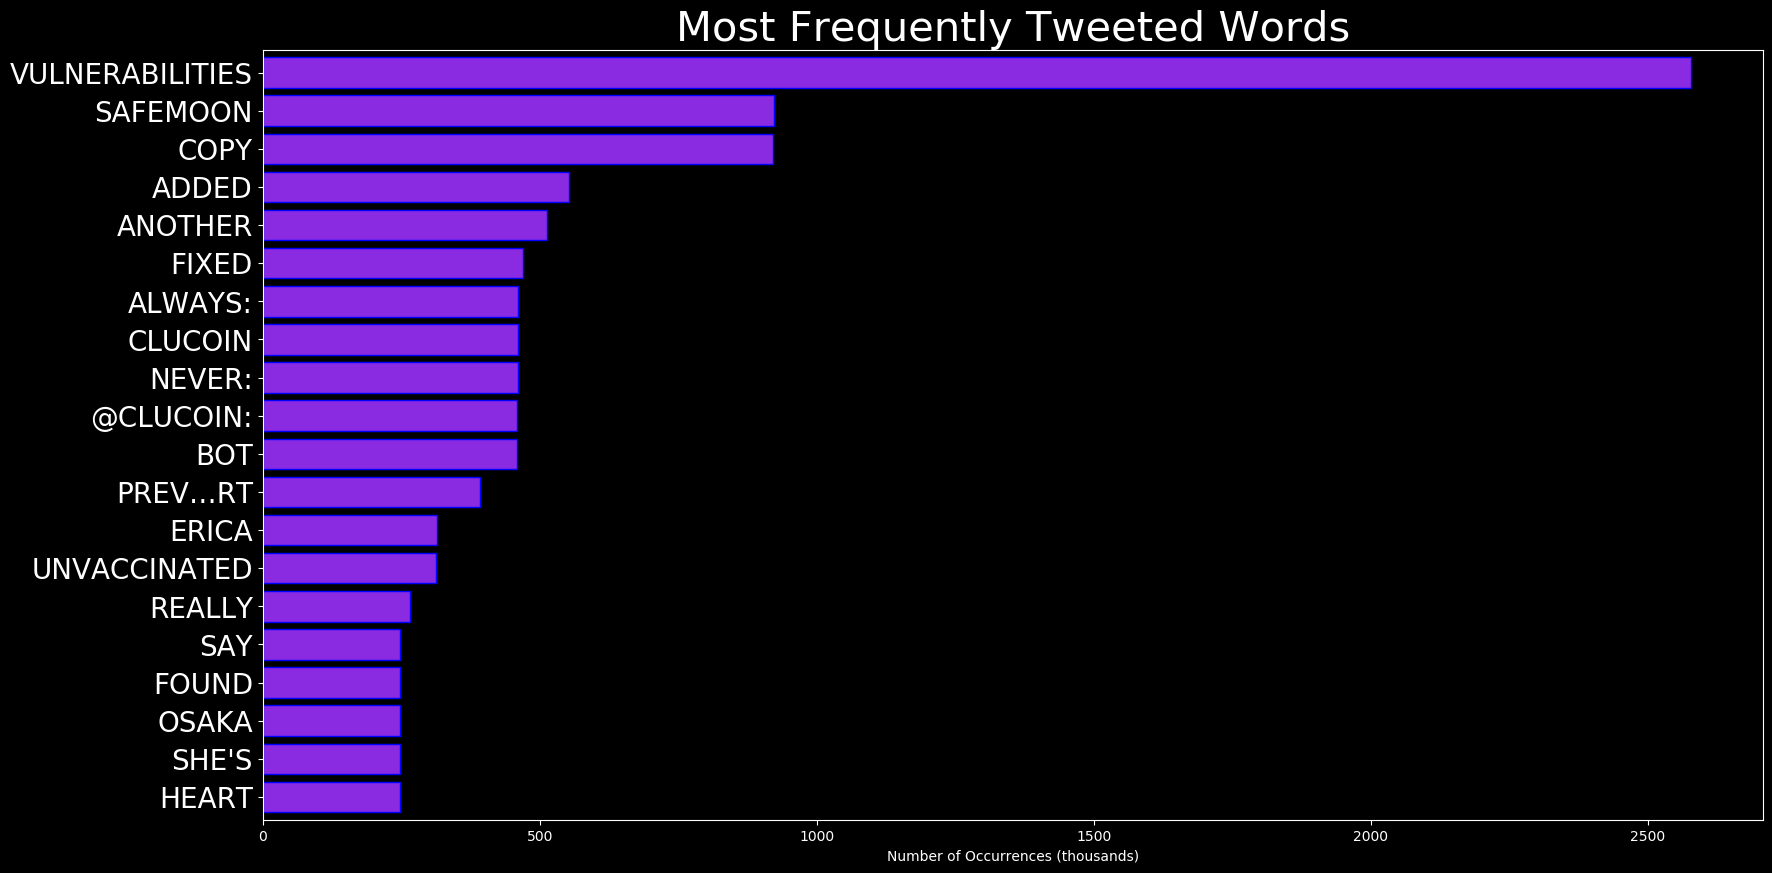 Most Frequently Tweeted Words
VULNERABILITIES
SAFEMOON
COPY
ADDED
ANOTHER
FIXED
ALWAYS:
CLUCOIN
NEVER:
@CLUCOIN:
BOT
PREV…RT
ERICA
UNVACCINATED
REALLY
SAY
FOUND
OSAKA
SHE'S
HEART
0 500 1000 1500 2000 2500
Number of Occurrences (thousands)